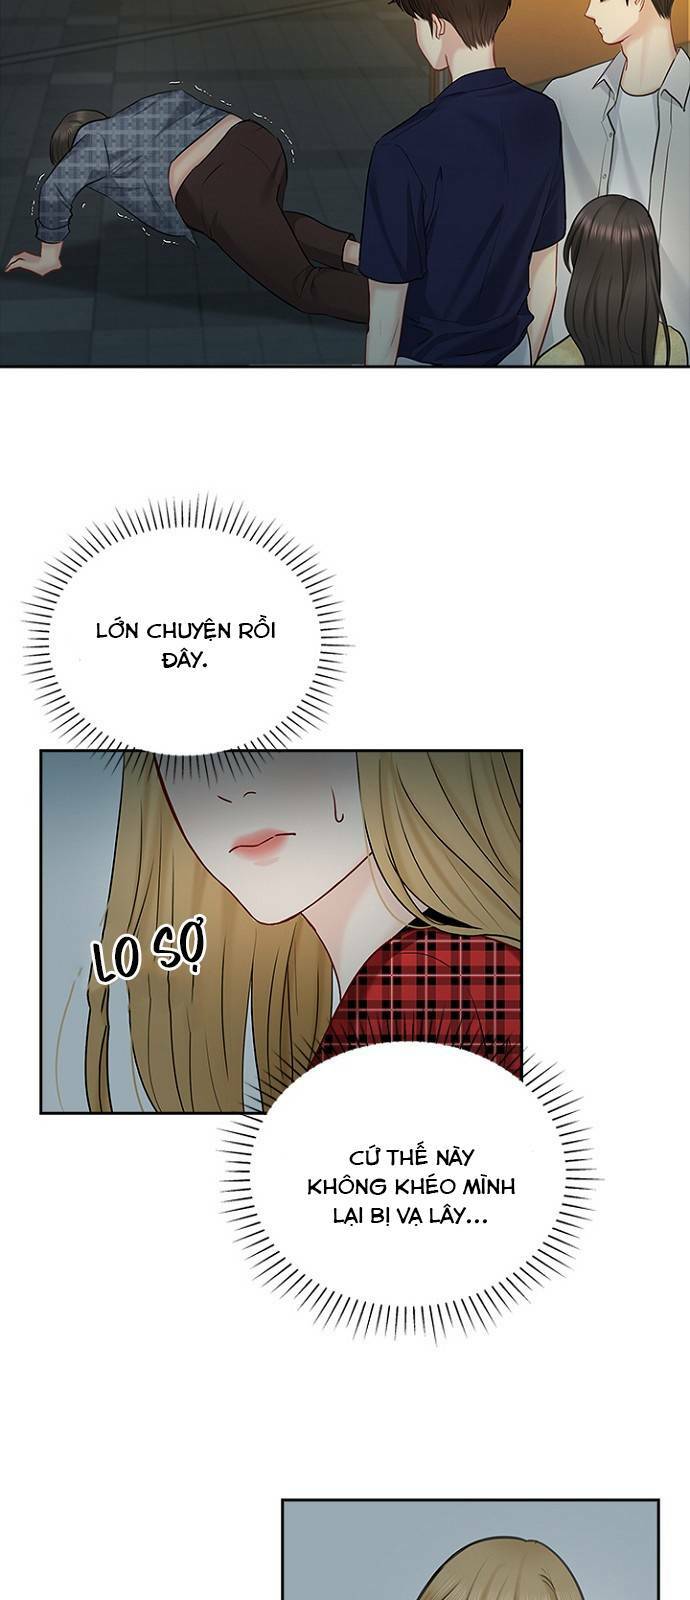 LỚN CHUYỆN RỒI
ĐÂY.
LO SỢ
CỨ THẾ NÀY
KHÔNG KHÉO MÌNH
LẠI BỊ VẠ LÂY...